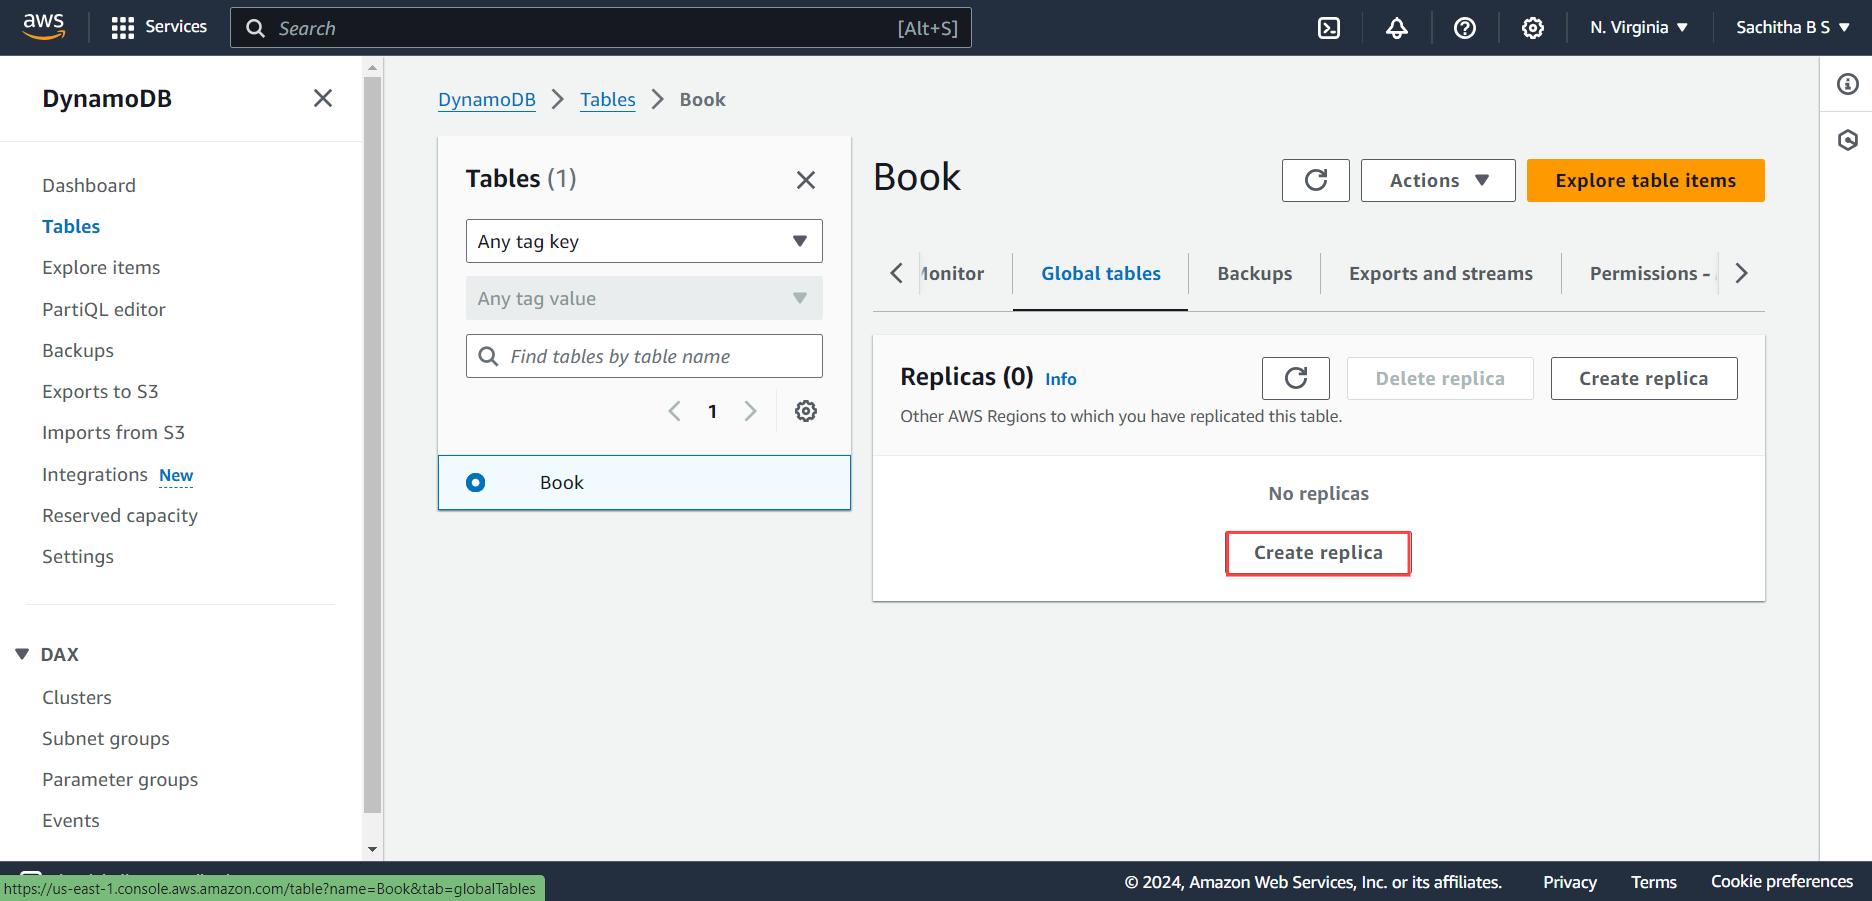 aws Services Search [Alt+S] N. Virginia Sachitha B S
DynamoDB
Dashboard
Tables
Explore items
PartiQL editor
Backups
Exports to S3
Imports from S3
Integrations New
Reserved capacity
Settings
DAX
Clusters
Subnet groups
Parameter groups
Events
DynamoDB Tables Book
Tables (1)
Any tag key
Any tag value
Find tables by table name
1
Book
Book
Actions Explore table items
Global tables Backups Exports and streams Permissions -
Replicas (0) Info
Delete replica Create replica
Other AWS Regions to which you have replicated this table.
No replicas
Create replica
https://us-east-1.console.aws.amazon.com/table?name=Book&tab=globalTables
© 2024, Amazon Web Services, Inc. or its affiliates. Privacy Terms Cookie preferences